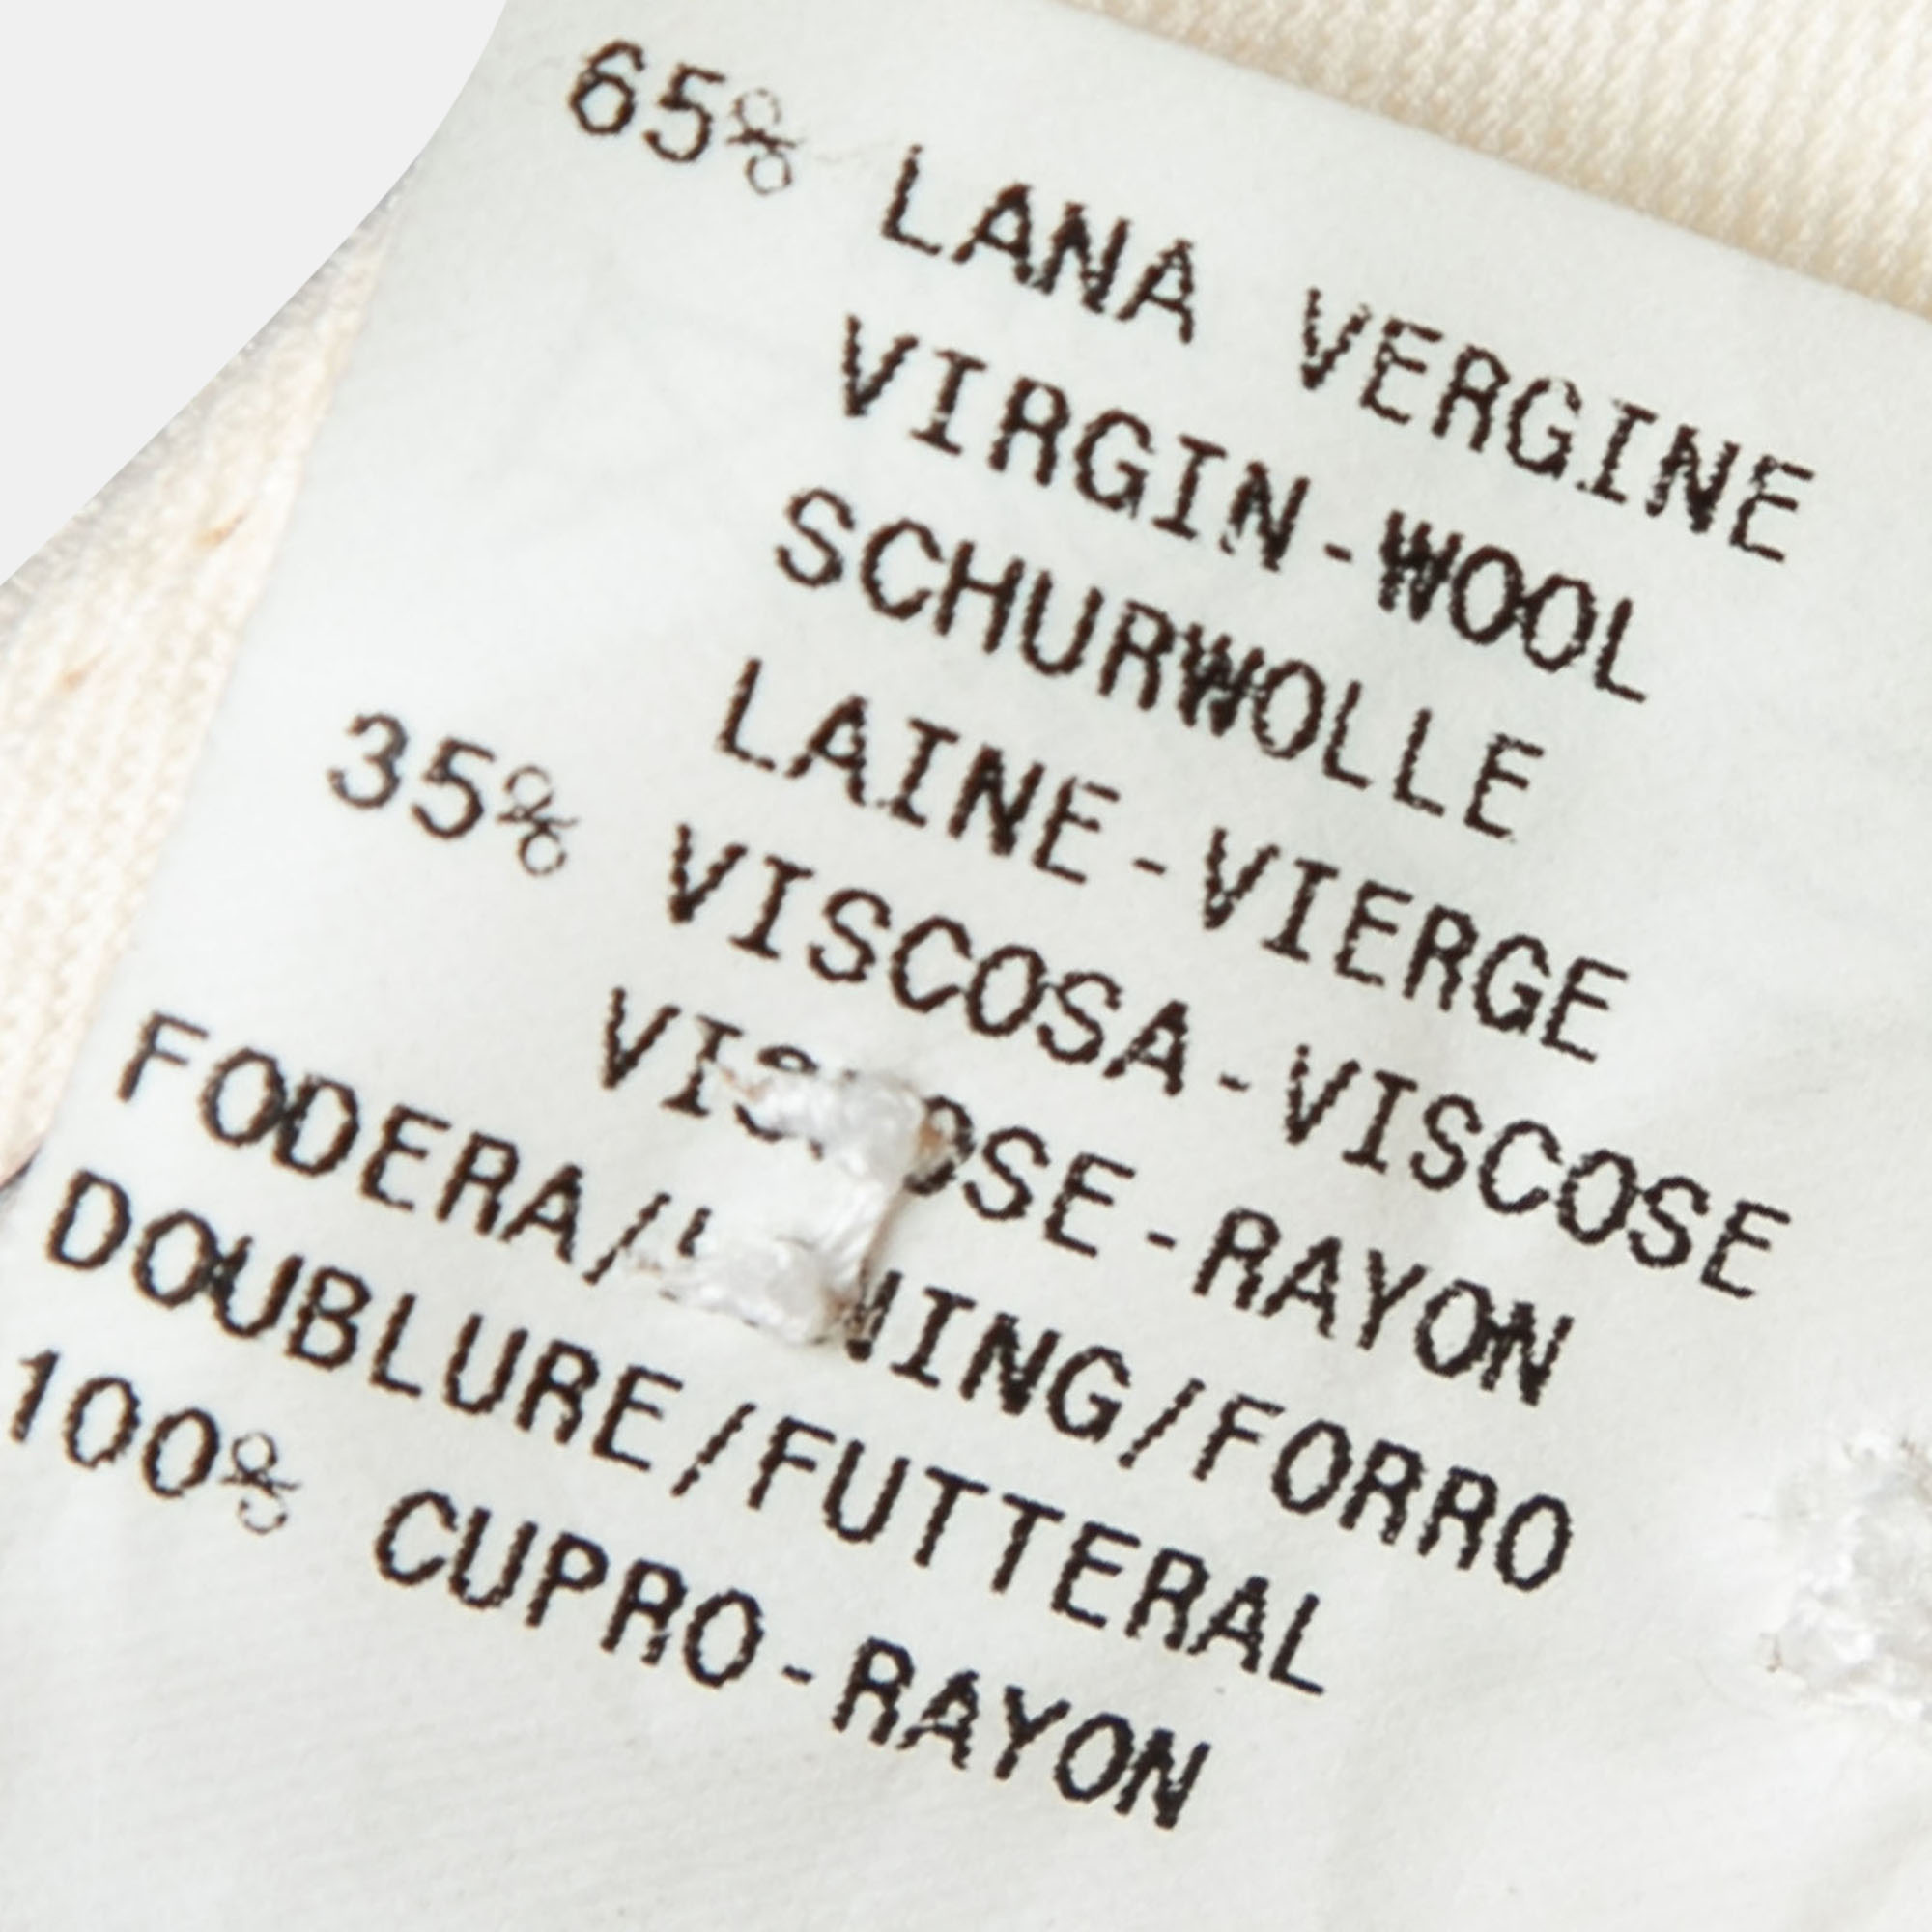 65% LANA VERGINE
VIRGIN-WOOL
SCHURWOLLE
LAINE-VIERGE
35% VISCOSA-VISCOSE
VISCOSE-RAYON
FODERA/LINING/FORRO
DOUBLURE/FUTTERAL
100% CUPRO-RAYON